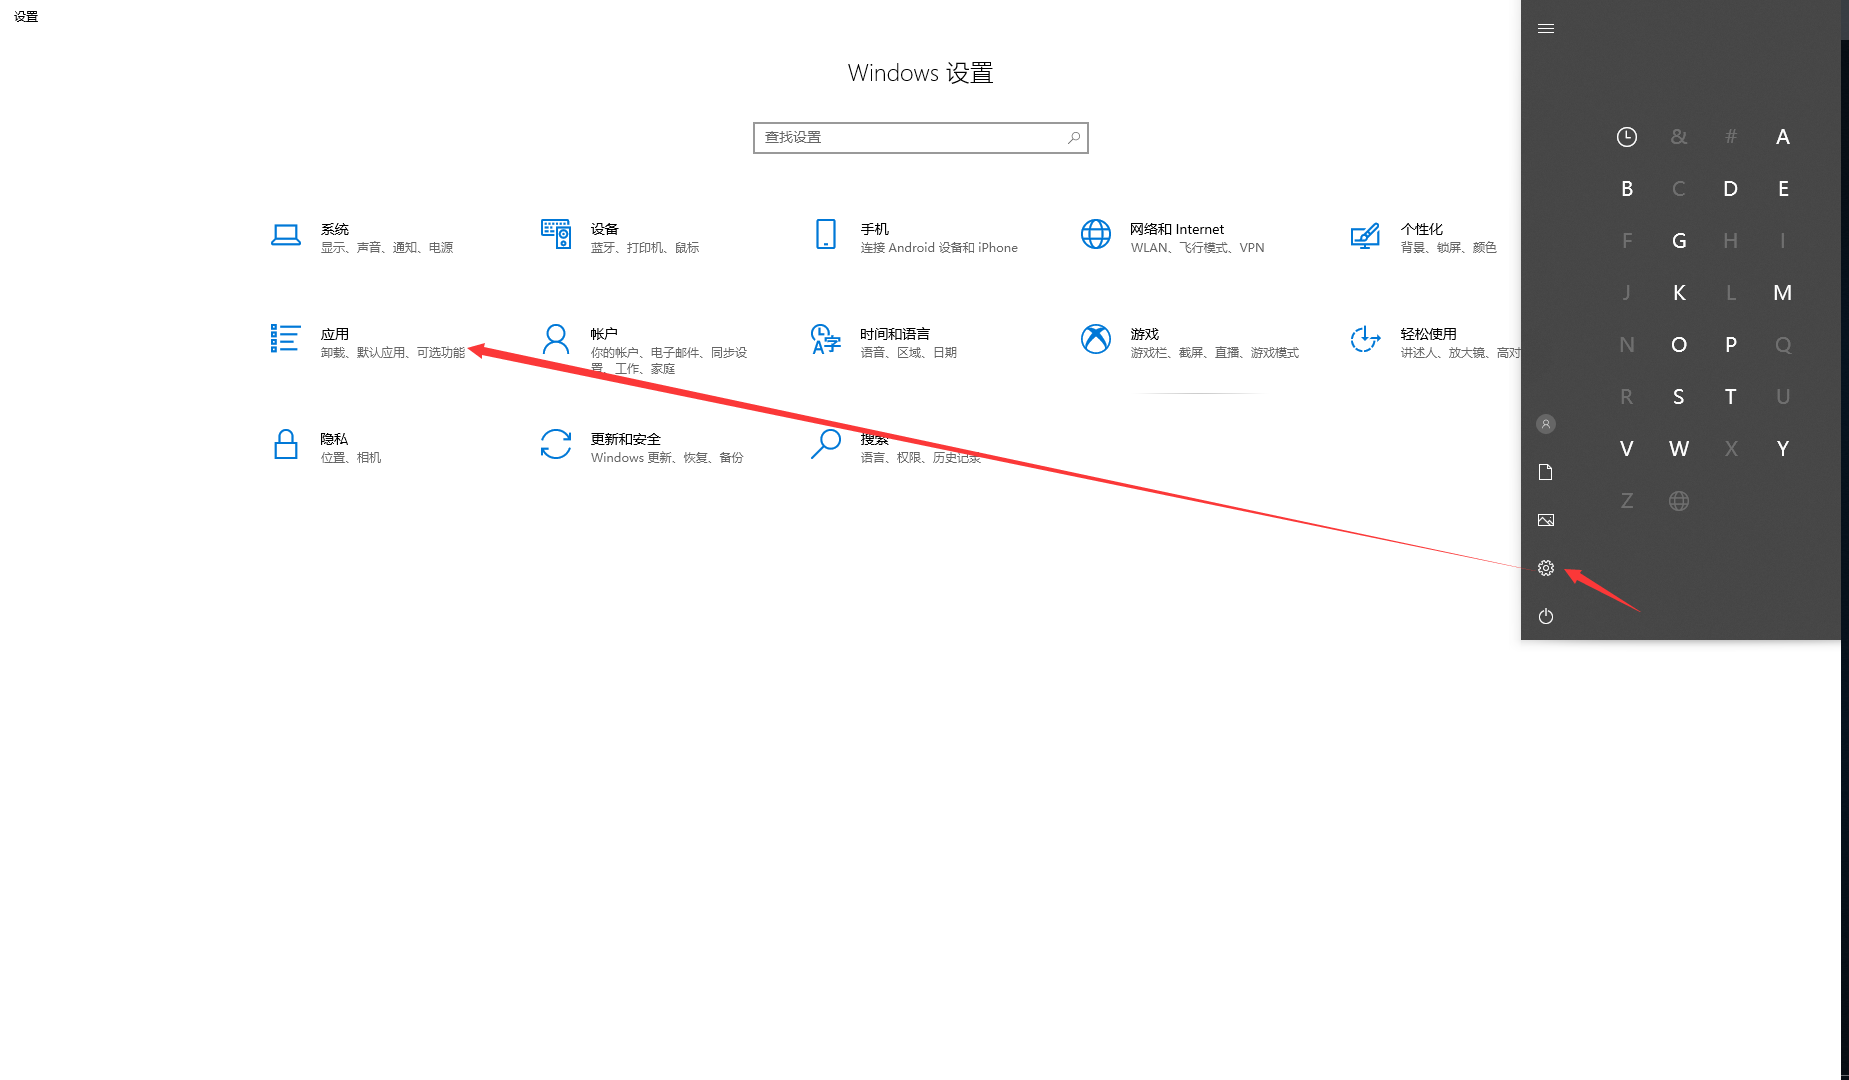 设置
Windows 设置
查找设置
系统
显示、声音、通知、电源
设备
蓝牙、打印机、鼠标
手机
连接 Android 设备和 iPhone
网络和 Internet
WLAN、飞行模式、VPN
个性化
背景、锁屏、颜色
应用
卸载、默认应用、可选功能
帐户
你的帐户、电子邮件、同步设
置、工作、家庭
时间和语言
语音、区域、日期
游戏
游戏栏、截屏、直播、游戏模式
轻松使用
讲述人、放大镜、高对
隐私
位置、相机
更新和安全
Windows 更新、恢复、备份
搜索
语言、权限、历史记录
& # A
B C D E
F G H I
J K L M
N O P Q
R S T U
V W X Y
Z
A字